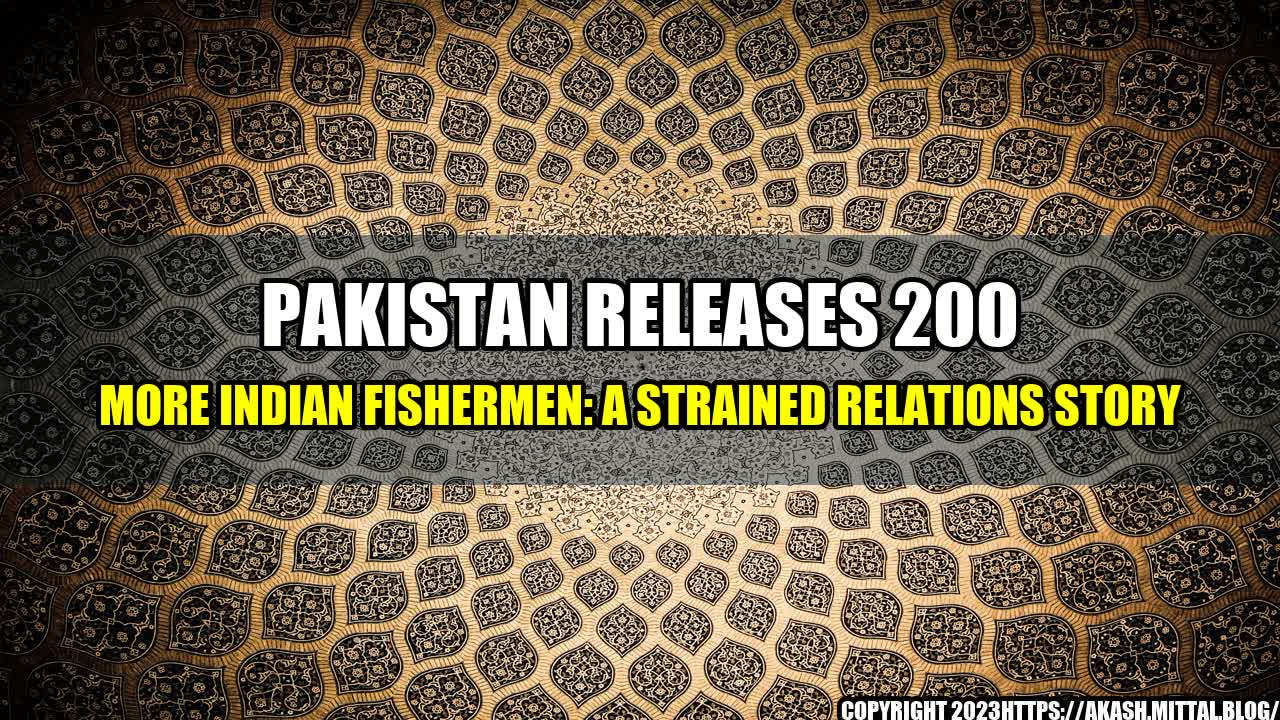 PAKISTAN RELEASES 200
MORE INDIAN FISHERMEN: A STRAINED RELATIONS STORY
COPYRIGHT 2023HTTPS://AKASH.MITTAL.BLOG/